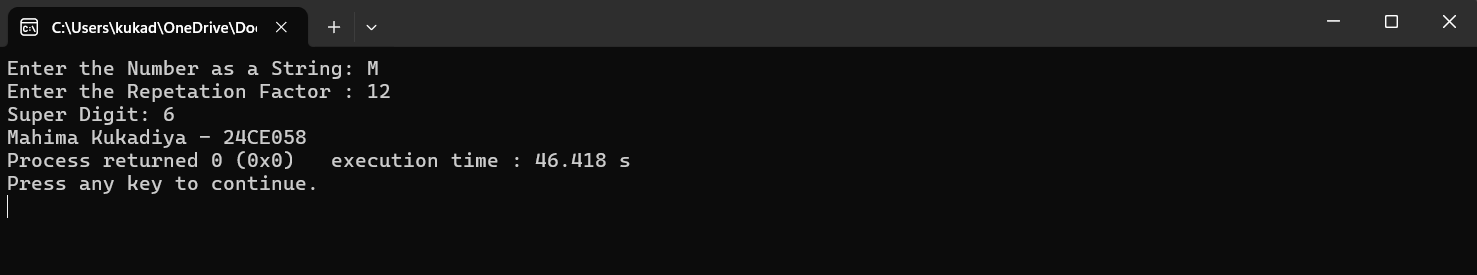 C:\Users\kukad\OneDrive\Doc
Enter the Number as a String: M
Enter the Repetation Factor : 12
Super Digit: 6
Mahima Kukadiya - 24CE058
Process returned 0 (0x0)   execution time : 46.418 s
Press any key to continue.